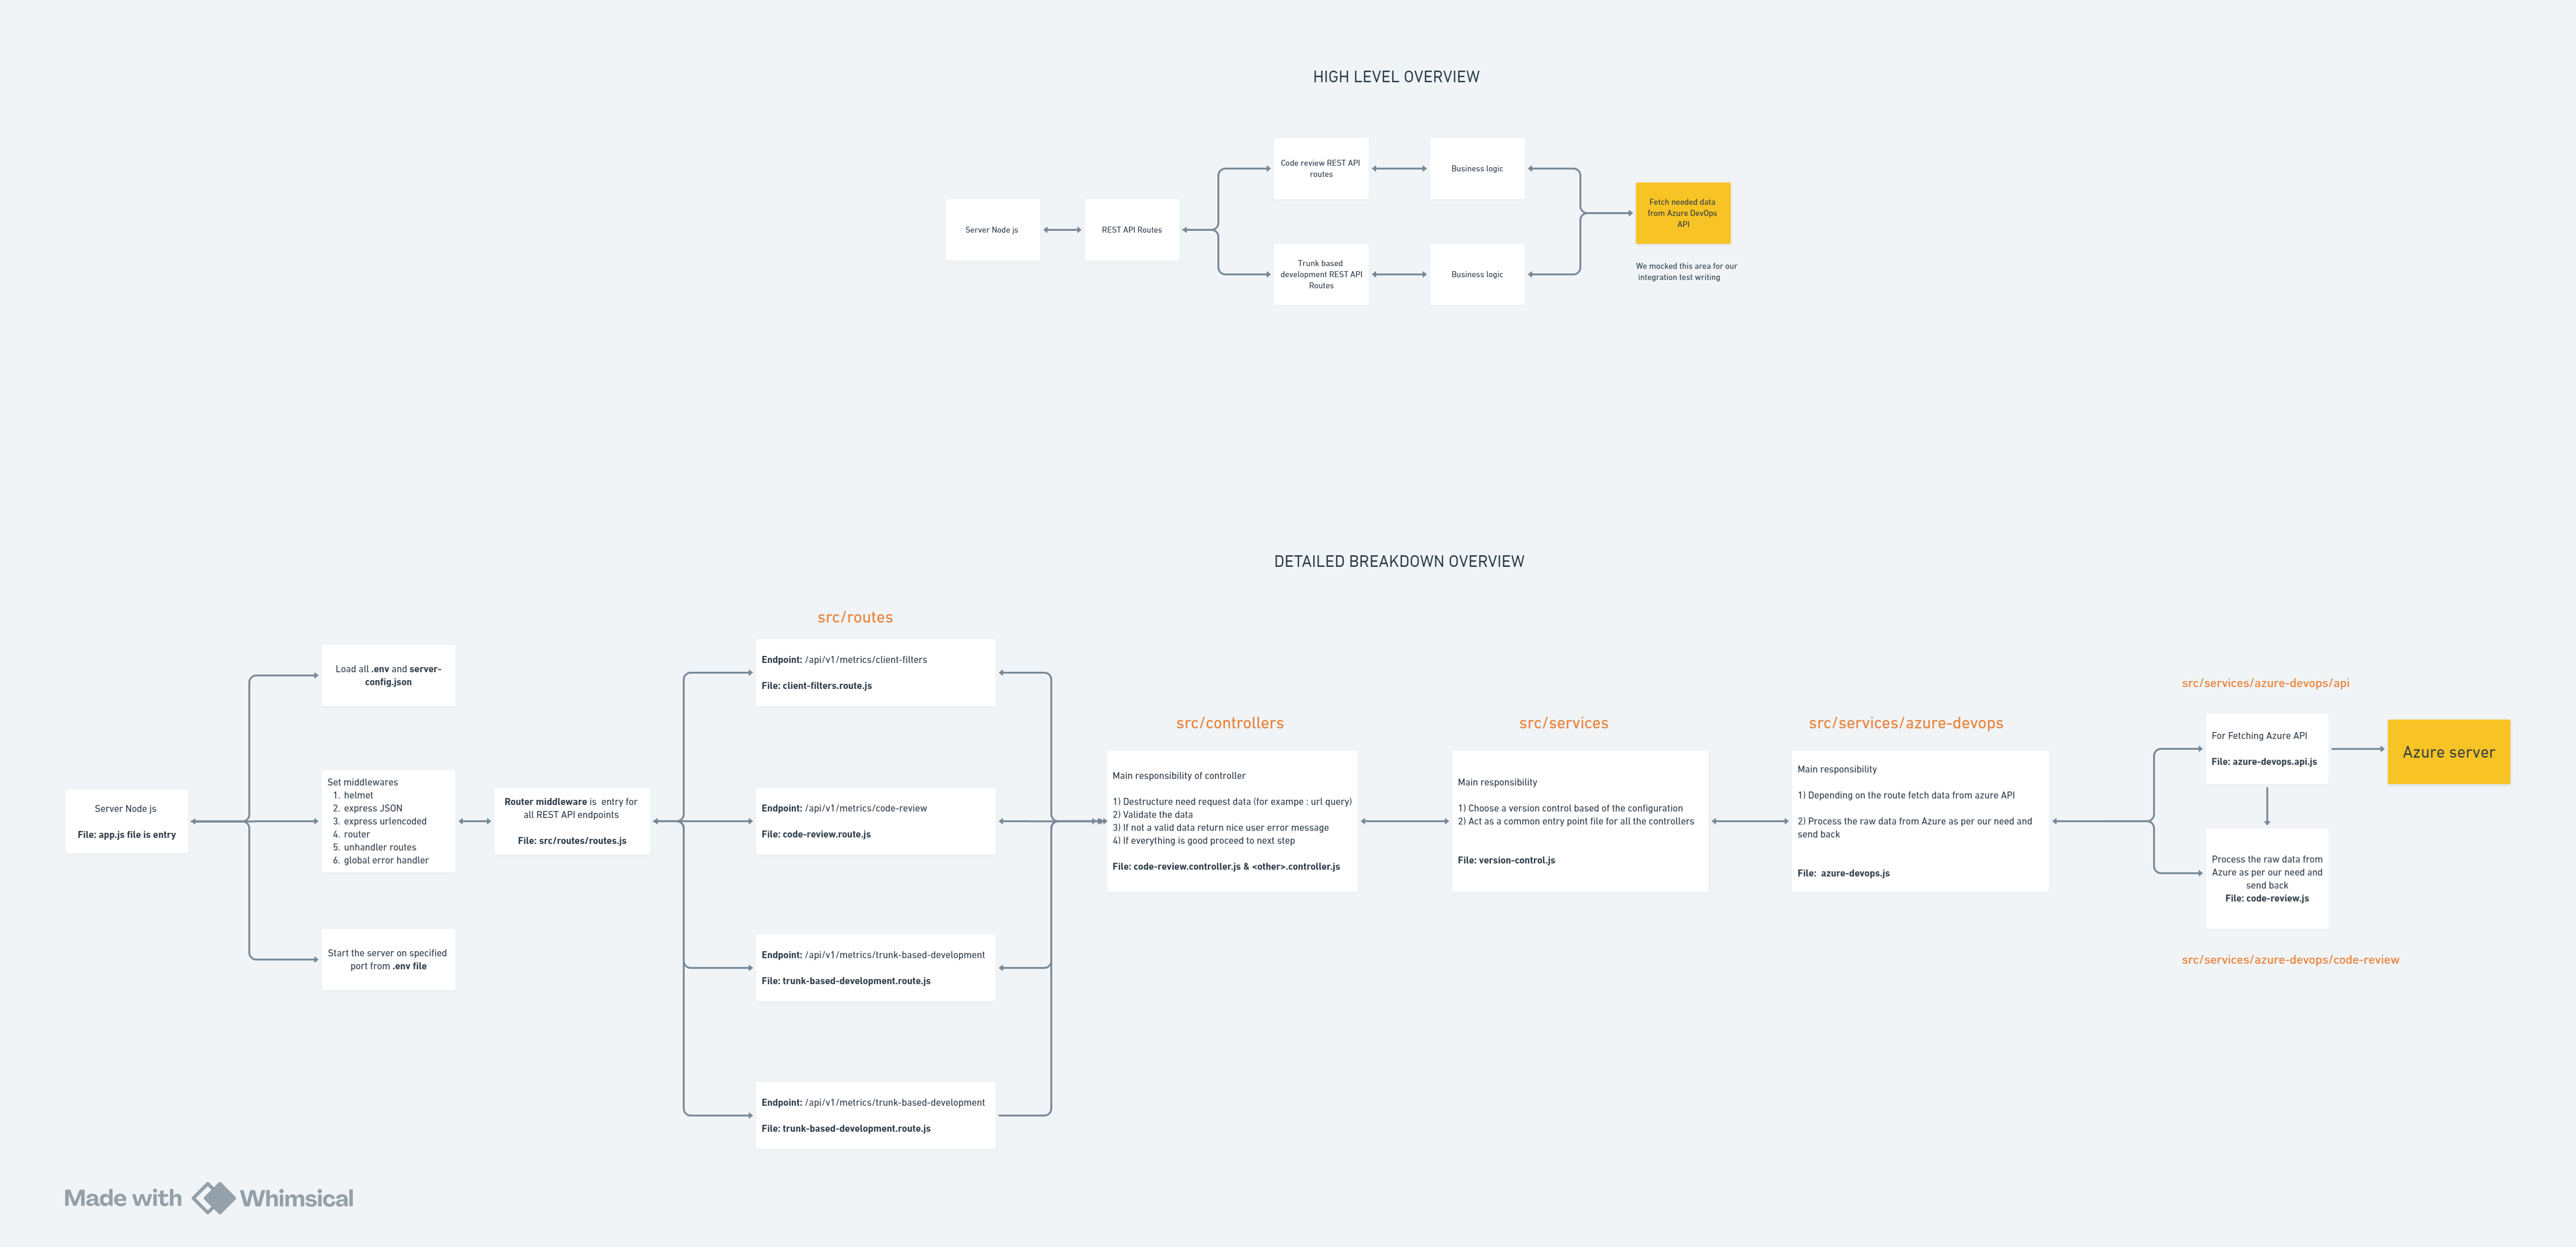 HIGH LEVEL OVERVIEW
Code review REST API
routes
Business logic
Server Node js
REST API Routes
Fetch needed data
from Azure DevOps
API
Trunk based
development REST API
Routes
Business logic
We mocked this area for our
integration test writing
DETAILED BREAKDOWN OVERVIEW
Server Node js
File: app.js file is entry
Load all .env and server-
config.json
Set middlewares
1. helmet
2. express JSON
3. express urlencoded
4. router
5. unhandler routes
6. global error handler
Start the server on specified
port from .env file
Router middleware is entry for
all REST API endpoints
File: src/routes/routes.js
src/routes
Endpoint: /api/v1/metrics/client-filters
File: client-filters.route.js
Endpoint: /api/v1/metrics/code-review
File: code-review.route.js
Endpoint: /api/v1/metrics/trunk-based-development
File: trunk-based-development.route.js
Endpoint: /api/v1/metrics/trunk-based-development
File: trunk-based-development.route.js
src/controllers
Main responsibility of controller
1) Destructure need request data (for exampe : url query)
2) Validate the data
3) If not a valid data return nice user error message
4) If everything is good proceed to next step
File: code-review.controller.js & <other>.controller.js
src/services
Main responsibility
1) Choose a version control based of the configuration
2) Act as a common entry point file for all the controllers
File: version-control.js
src/services/azure-devops
Main responsibility
1) Depending on the route fetch data from azure API
2) Process the raw data from Azure as per our need and
send back
File: azure-devops.js
src/services/azure-devops/api
For Fetching Azure API
File: azure-devops.api.js
Azure server
Process the raw data from
Azure as per our need and
send back
File: code-review.js
src/services/azure-devops/code-review
Made with Whimsical